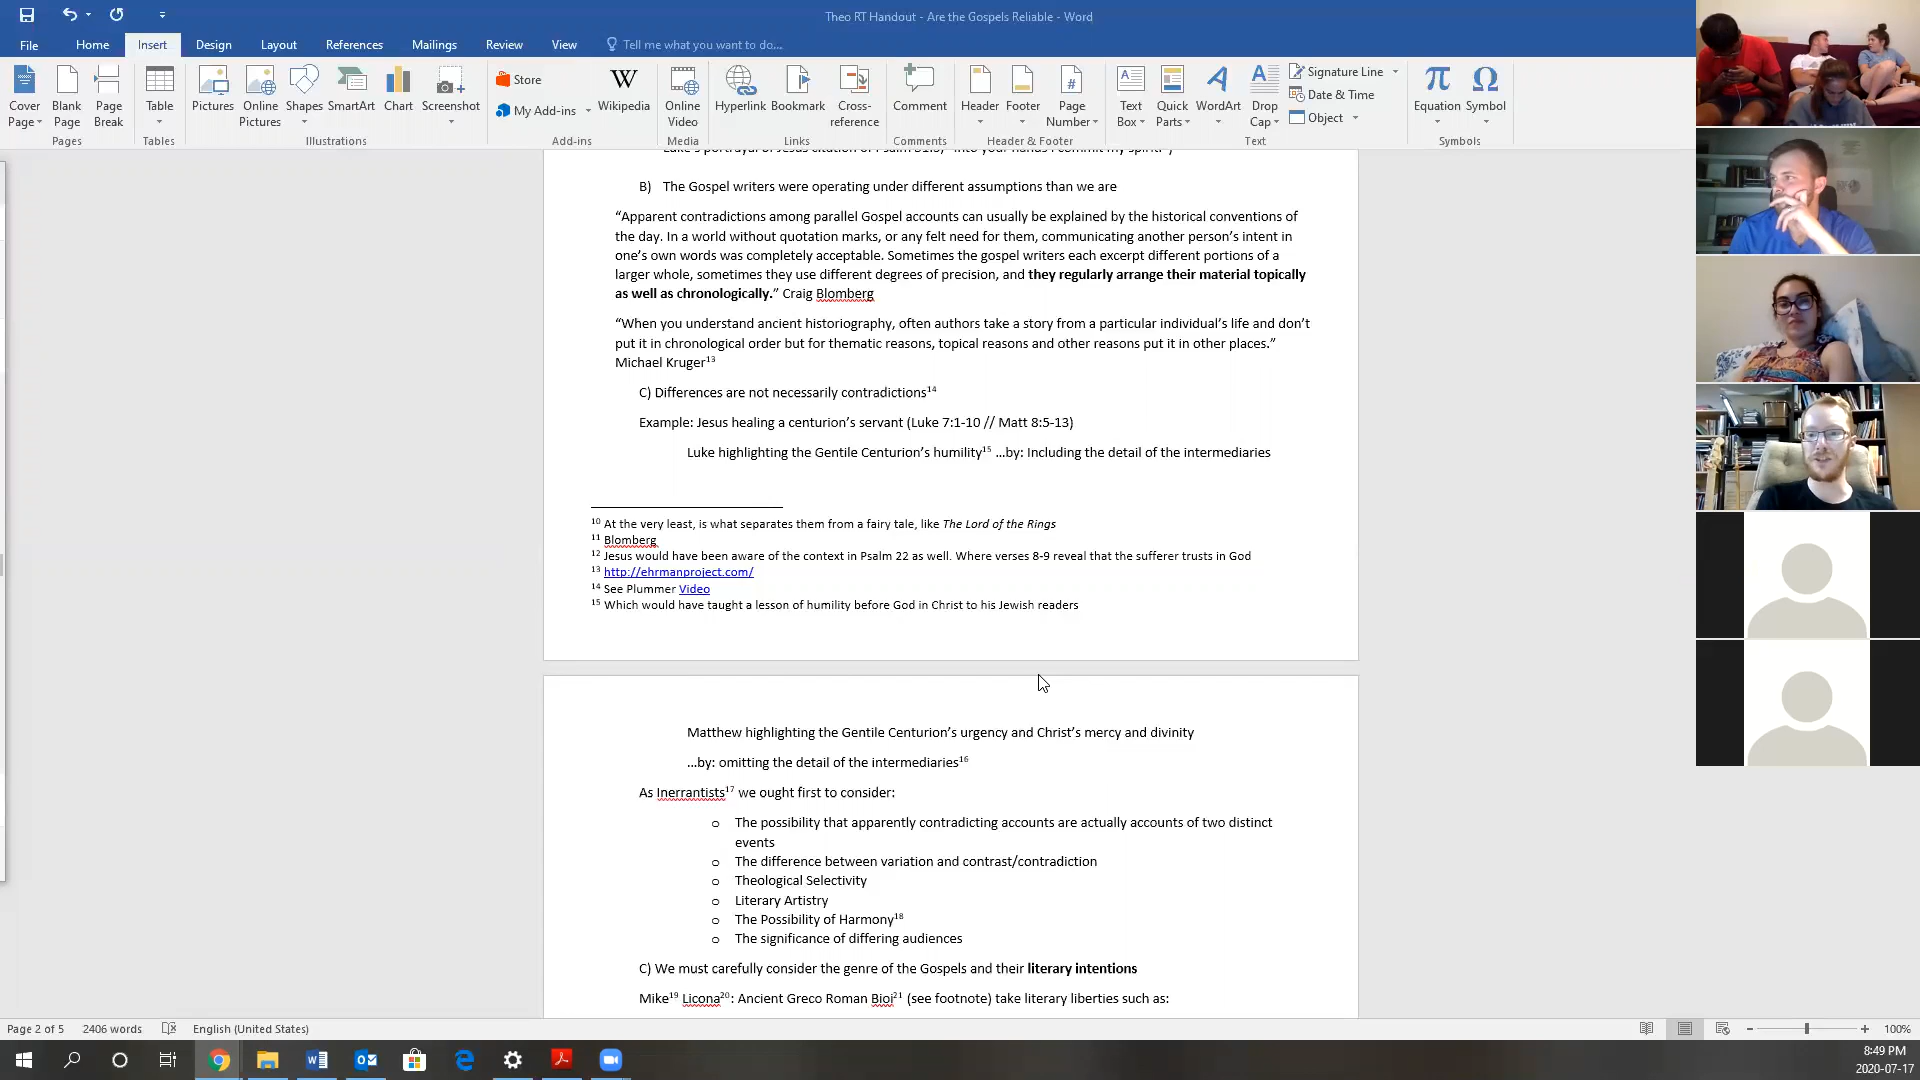 Theo RT Handout - Are the Gospels Reliable - Word
File Home Insert Design Layout References Mailings Review View Tell me what you want to do...
Cover Page
Blank Page
Page Break
Table
Pictures
Online Pictures
Shapes
SmartArt
Chart
Screenshot
Store
My Add-ins
Wikipedia
Online Video
Hyperlink
Bookmark
Cross-reference
Comment
Header
Footer
Page Number
Text Box
Quick Parts
WordArt
Drop Cap
Signature Line
Date & Time
Object
Equation
Symbol
Pages Tables Illustrations Add-ins Media Links Comments Header & Footer Text Symbols
B) The Gospel writers were operating under different assumptions than we are
“Apparent contradictions among parallel Gospel accounts can usually be explained by the historical conventions of
the day. In a world without quotation marks, or any felt need for them, communicating another person’s intent in
one’s own words was completely acceptable. Sometimes the gospel writers each excerpt different portions of a
larger whole, sometimes they use different degrees of precision, and they regularly arrange their material topically
as well as chronologically.” Craig Blomberg
“When you understand ancient historiography, often authors take a story from a particular individual’s life and don’t
put it in chronological order but for thematic reasons, topical reasons and other reasons put it in other places.”
Michael Kruger13
C) Differences are not necessarily contradictions14
Example: Jesus healing a centurion’s servant (Luke 7:1-10 // Matt 8:5-13)
Luke highlighting the Gentile Centurion’s humility15 …by: Including the detail of the intermediaries
10 At the very least, is what separates them from a fairy tale, like The Lord of the Rings
11 Blomberg
12 Jesus would have been aware of the context in Psalm 22 as well. Where verses 8-9 reveal that the sufferer trusts in God
13 http://ehrmanproject.com/
14 See Plummer Video
15 Which would have taught a lesson of humility before God in Christ to his Jewish readers
Matthew highlighting the Gentile Centurion’s urgency and Christ’s mercy and divinity
…by: omitting the detail of the intermediaries16
As Inerrantists17 we ought first to consider:
o The possibility that apparently contradicting accounts are actually accounts of two distinct
events
o The difference between variation and contrast/contradiction
o Theological Selectivity
o Literary Artistry
o The Possibility of Harmony18
o The significance of differing audiences
C) We must carefully consider the genre of the Gospels and their literary intentions
Mike19 Licona20: Ancient Greco Roman Bioi21 (see footnote) take literary liberties such as:
Page 2 of 5 2406 words English (United States) 100%
8:49 PM
2020-07-17